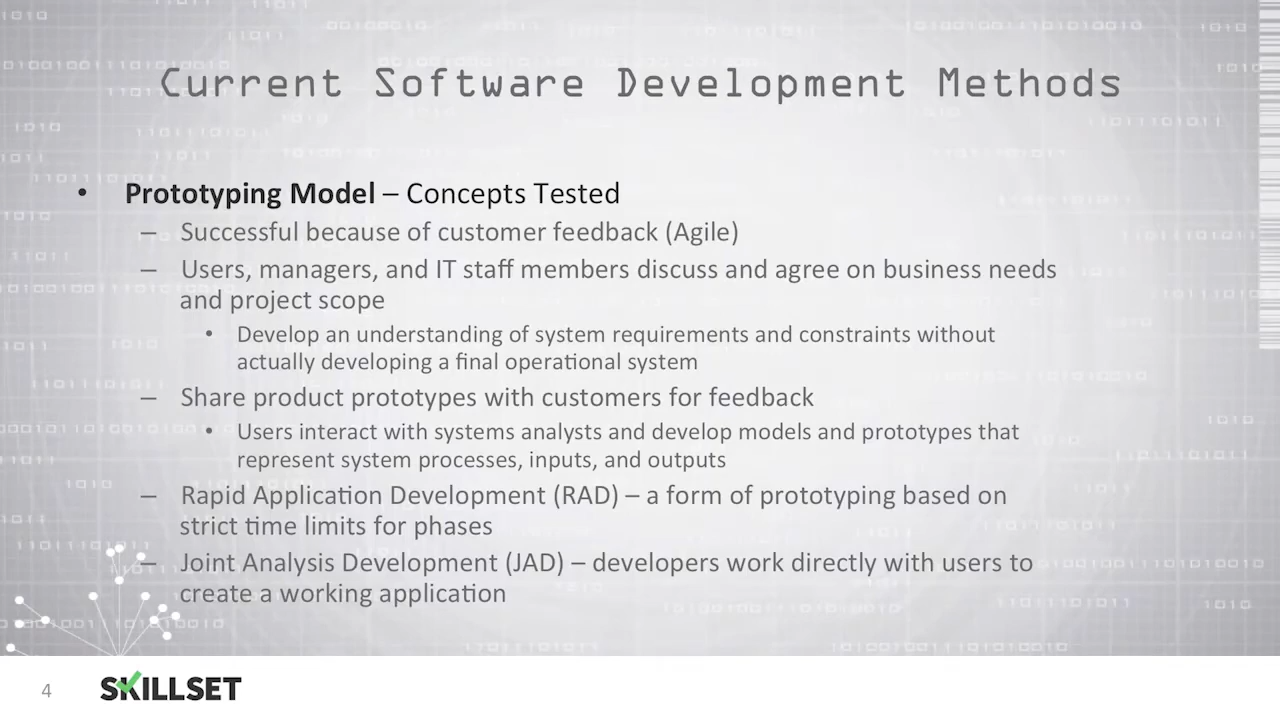 Current Software Development Methods
• Prototyping Model – Concepts Tested
– Successful because of customer feedback (Agile)
– Users, managers, and IT staff members discuss and agree on business needs
and project scope
• Develop an understanding of system requirements and constraints without
actually developing a final operational system
– Share product prototypes with customers for feedback
• Users interact with systems analysts and develop models and prototypes that
represent system processes, inputs, and outputs
– Rapid Application Development (RAD) – a form of prototyping based on
strict time limits for phases
– Joint Analysis Development (JAD) – developers work directly with users to
create a working application
4
SKILLSET